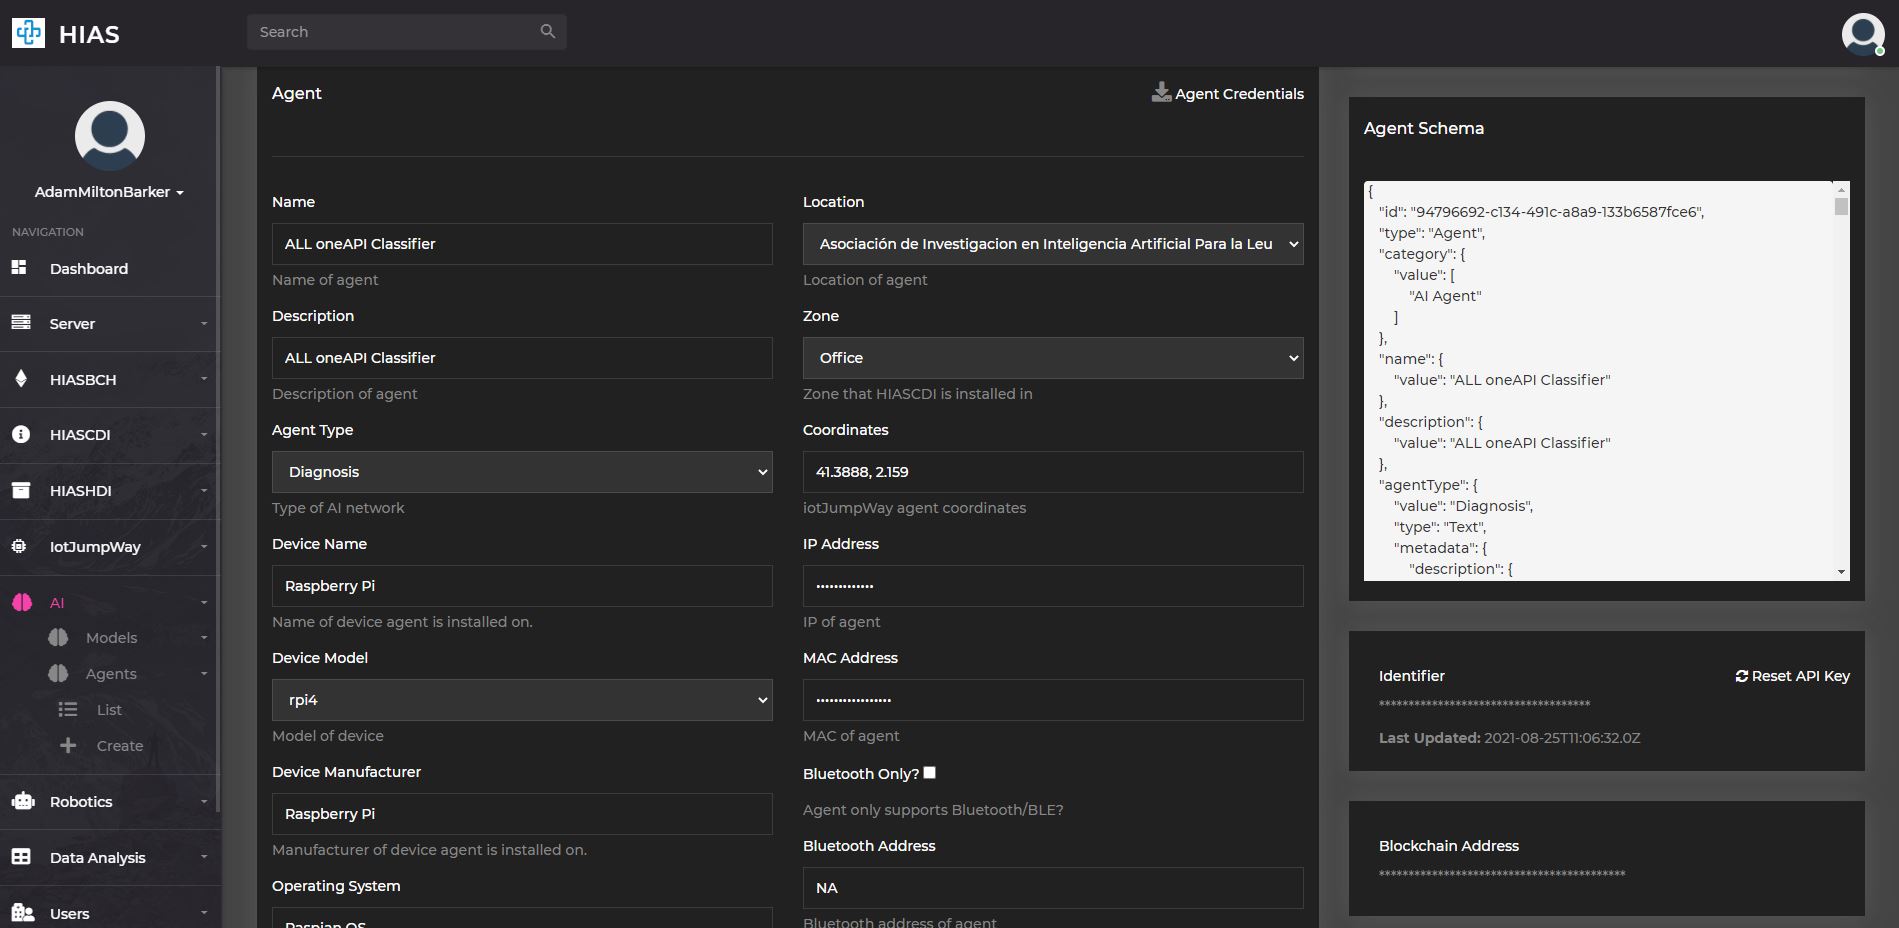 HIAS
Search
AdamMiltonBarker
NAVIGATION
Dashboard
Server
HIASBCH
HIASCDI
HIASHDI
IotJumpWay
AI
Models
Agents
List
Create
Robotics
Data Analysis
Users
Agent
Agent Credentials
Name
ALL oneAPI Classifier
Name of agent
Description
ALL oneAPI Classifier
Description of agent
Agent Type
Diagnosis
Type of AI network
Device Name
Raspberry Pi
Name of device agent is installed on.
Device Model
rpi4
Model of device
Device Manufacturer
Raspberry Pi
Manufacturer of device agent is installed on.
Operating System
Raspian OS
Location
Asociación de Investigacion en Inteligencia Artificial Para la Leu
Location of agent
Zone
Office
Zone that HIASCDI is installed in
Coordinates
41.3888, 2.159
iotJumpWay agent coordinates
IP Address
•••••••••••••
IP of agent
MAC Address
•••••••••••••••••
MAC of agent
Bluetooth Only?
Agent only supports Bluetooth/BLE?
Bluetooth Address
NA
Bluetooth address of agent
Agent Schema
{
"id": "94796692-c134-491c-a8a9-133b6587fce6",
"type": "Agent",
"category": {
"value": [
"AI Agent"
]
},
"name": {
"value": "ALL oneAPI Classifier"
},
"description": {
"value": "ALL oneAPI Classifier"
},
"agentType": {
"value": "Diagnosis",
"type": "Text",
"metadata": {
"description": {
Identifier
Reset API Key
************************************
Last Updated: 2021-08-25T11:06:32.0Z
Blockchain Address
******************************************